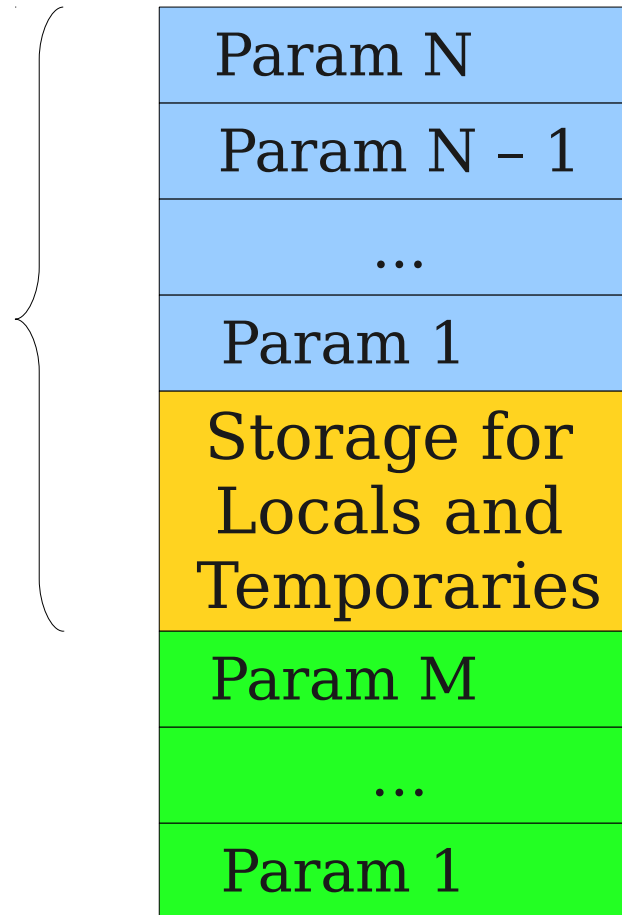 Param N
Param N – 1
...
Param 1
Storage for
Locals and
Temporaries
Param M
...
Param 1